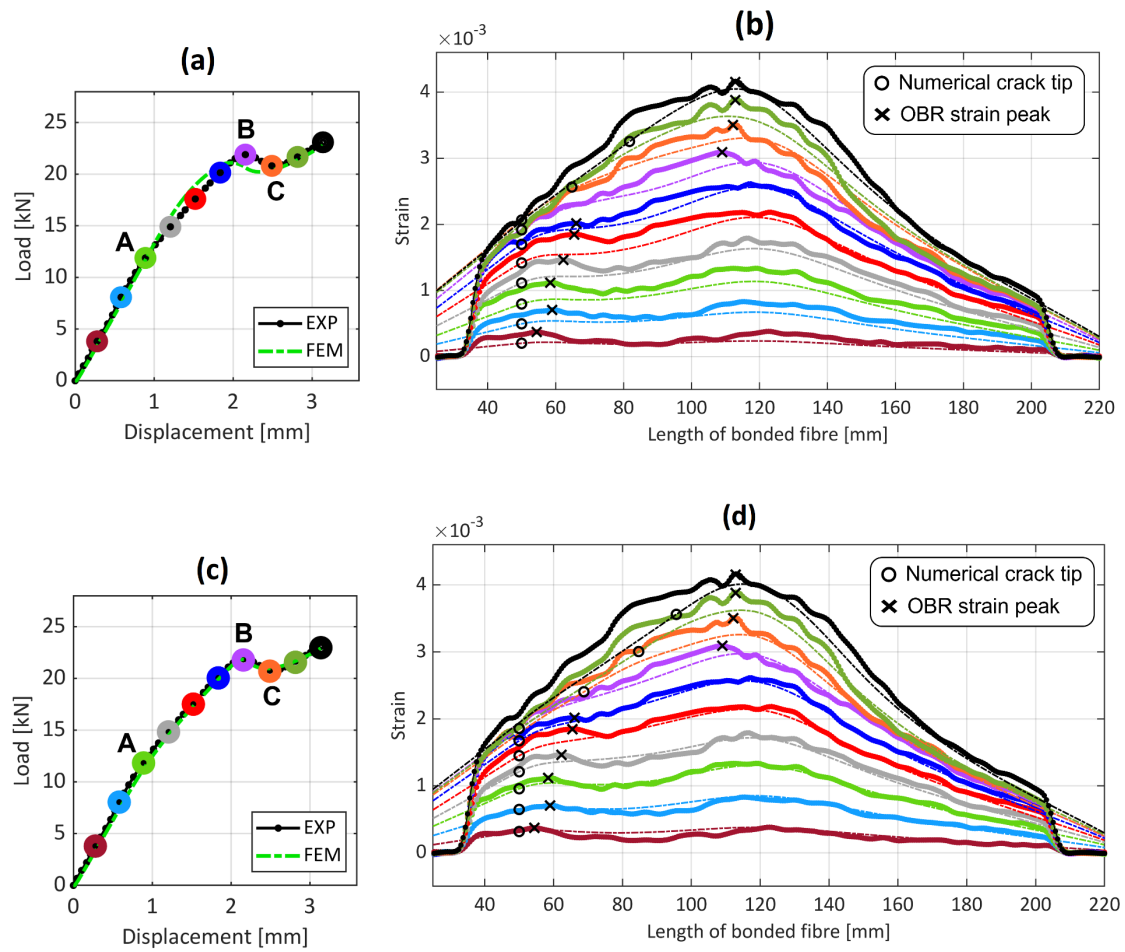 (a)
25
20
15
10
5
0
0
1
2
3
Load [kN]
Displacement [mm]
A
B
C
EXP
FEM
(b)
×10⁻³
4
3
2
1
0
40
60
80
100
120
140
160
180
200
220
Strain
Length of bonded fibre [mm]
Numerical crack tip
OBR strain peak
(c)
25
20
15
10
5
0
0
1
2
3
Load [kN]
Displacement [mm]
A
B
C
EXP
FEM
(d)
×10⁻³
4
3
2
1
0
40
60
80
100
120
140
160
180
200
220
Strain
Length of bonded fibre [mm]
Numerical crack tip
OBR strain peak